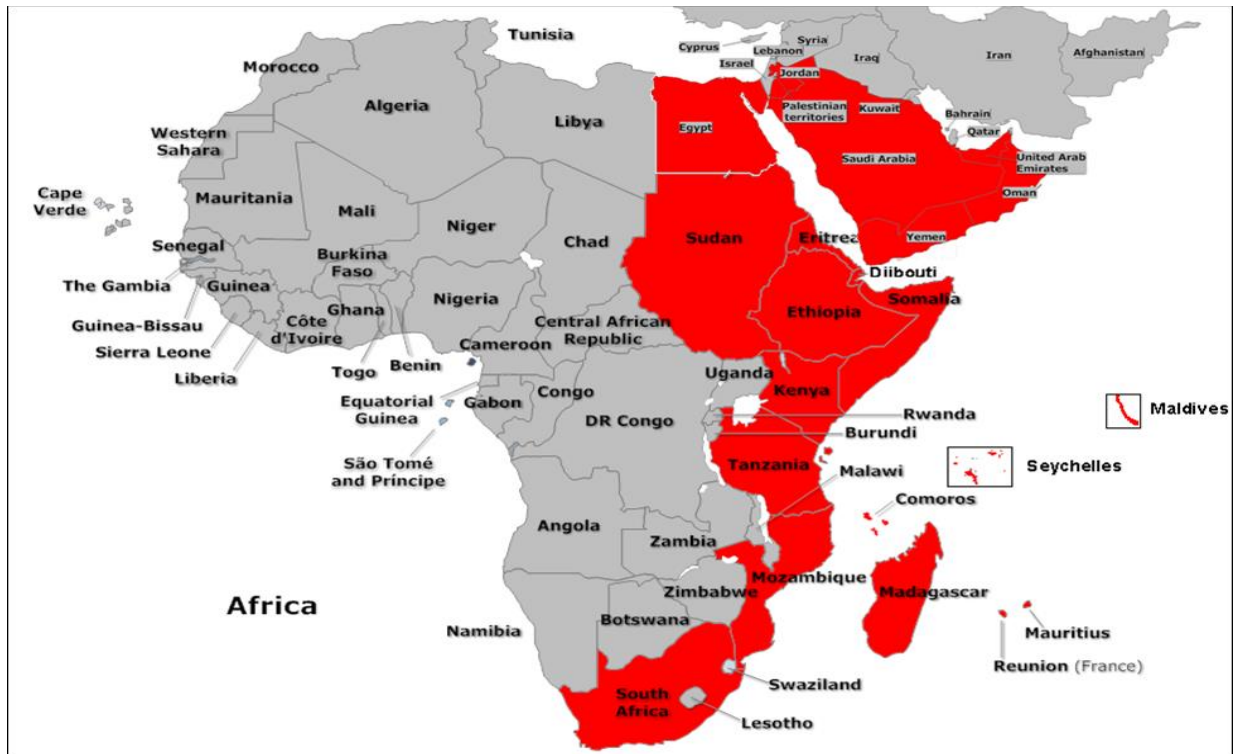 Tunisia
Cyprus
Syria
Lebanon
Israel
Iraq
Iran
Afghanistan
Morocco
Jordan
Algeria
Libya
Egypt
Palestinian
territories
Kuwait
Bahrain
Qatar
Western
Sahara
Saudi Arabia
United Arab
Emirates
Cape
Verde
Mauritania
Mali
Niger
Oman
Chad
Sudan
Eritrea
Yemen
Senegal
Burkina
Faso
Djibouti
The Gambia
Guinea
Nigeria
Somalia
Ethiopia
Guinea-Bissau
Ghana
Côte
d'Ivoire
Central African
Republic
Sierra Leone
Cameroon
Liberia
Togo
Benin
Uganda
Kenya
Equatorial
Guinea
Gabon
Congo
DR Congo
Rwanda
Maldives
Burundi
São Tomé
and Príncipe
Tanzania
Malawi
Seychelles
Comoros
Angola
Zambia
Mozambique
Zimbabwe
Madagascar
Africa
Botswana
Namibia
Mauritius
Reunion (France)
Swaziland
South
Africa
Lesotho